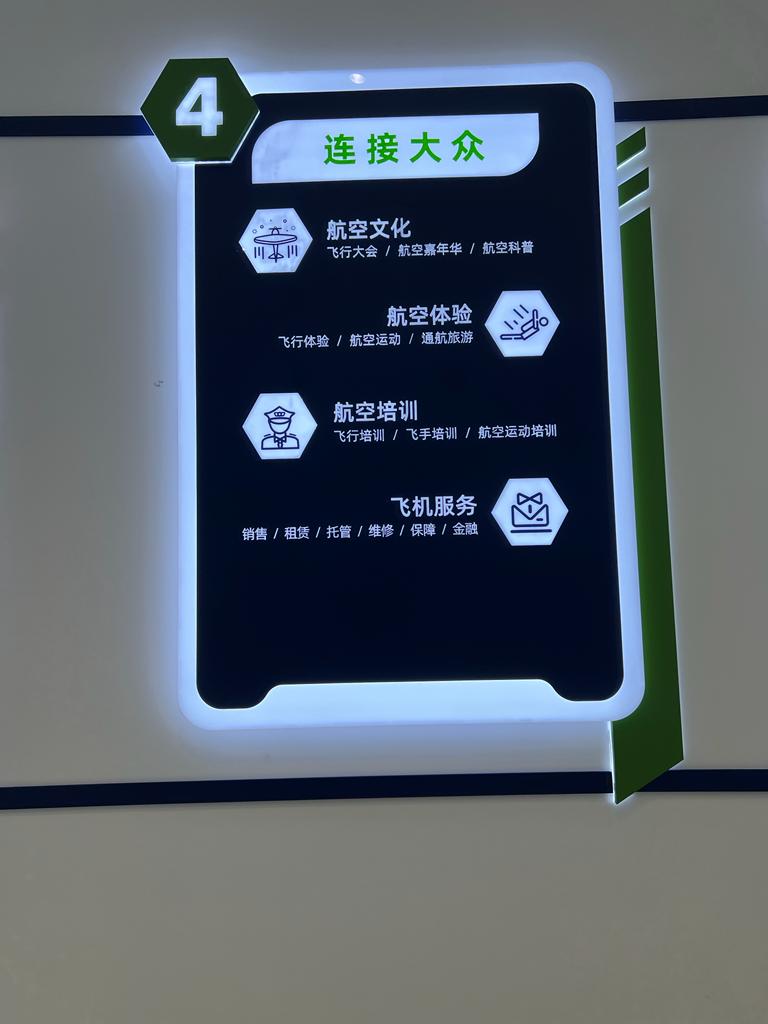 4
连接大众
航空文化
飞行大会 / 航空嘉年华 / 航空科普
航空体验
飞行体验 / 航空运动 / 通航旅游
航空培训
飞行培训 / 飞手培训 / 航空运动培训
飞机服务
销售 / 租赁 / 托管 / 维修 / 保障 / 金融